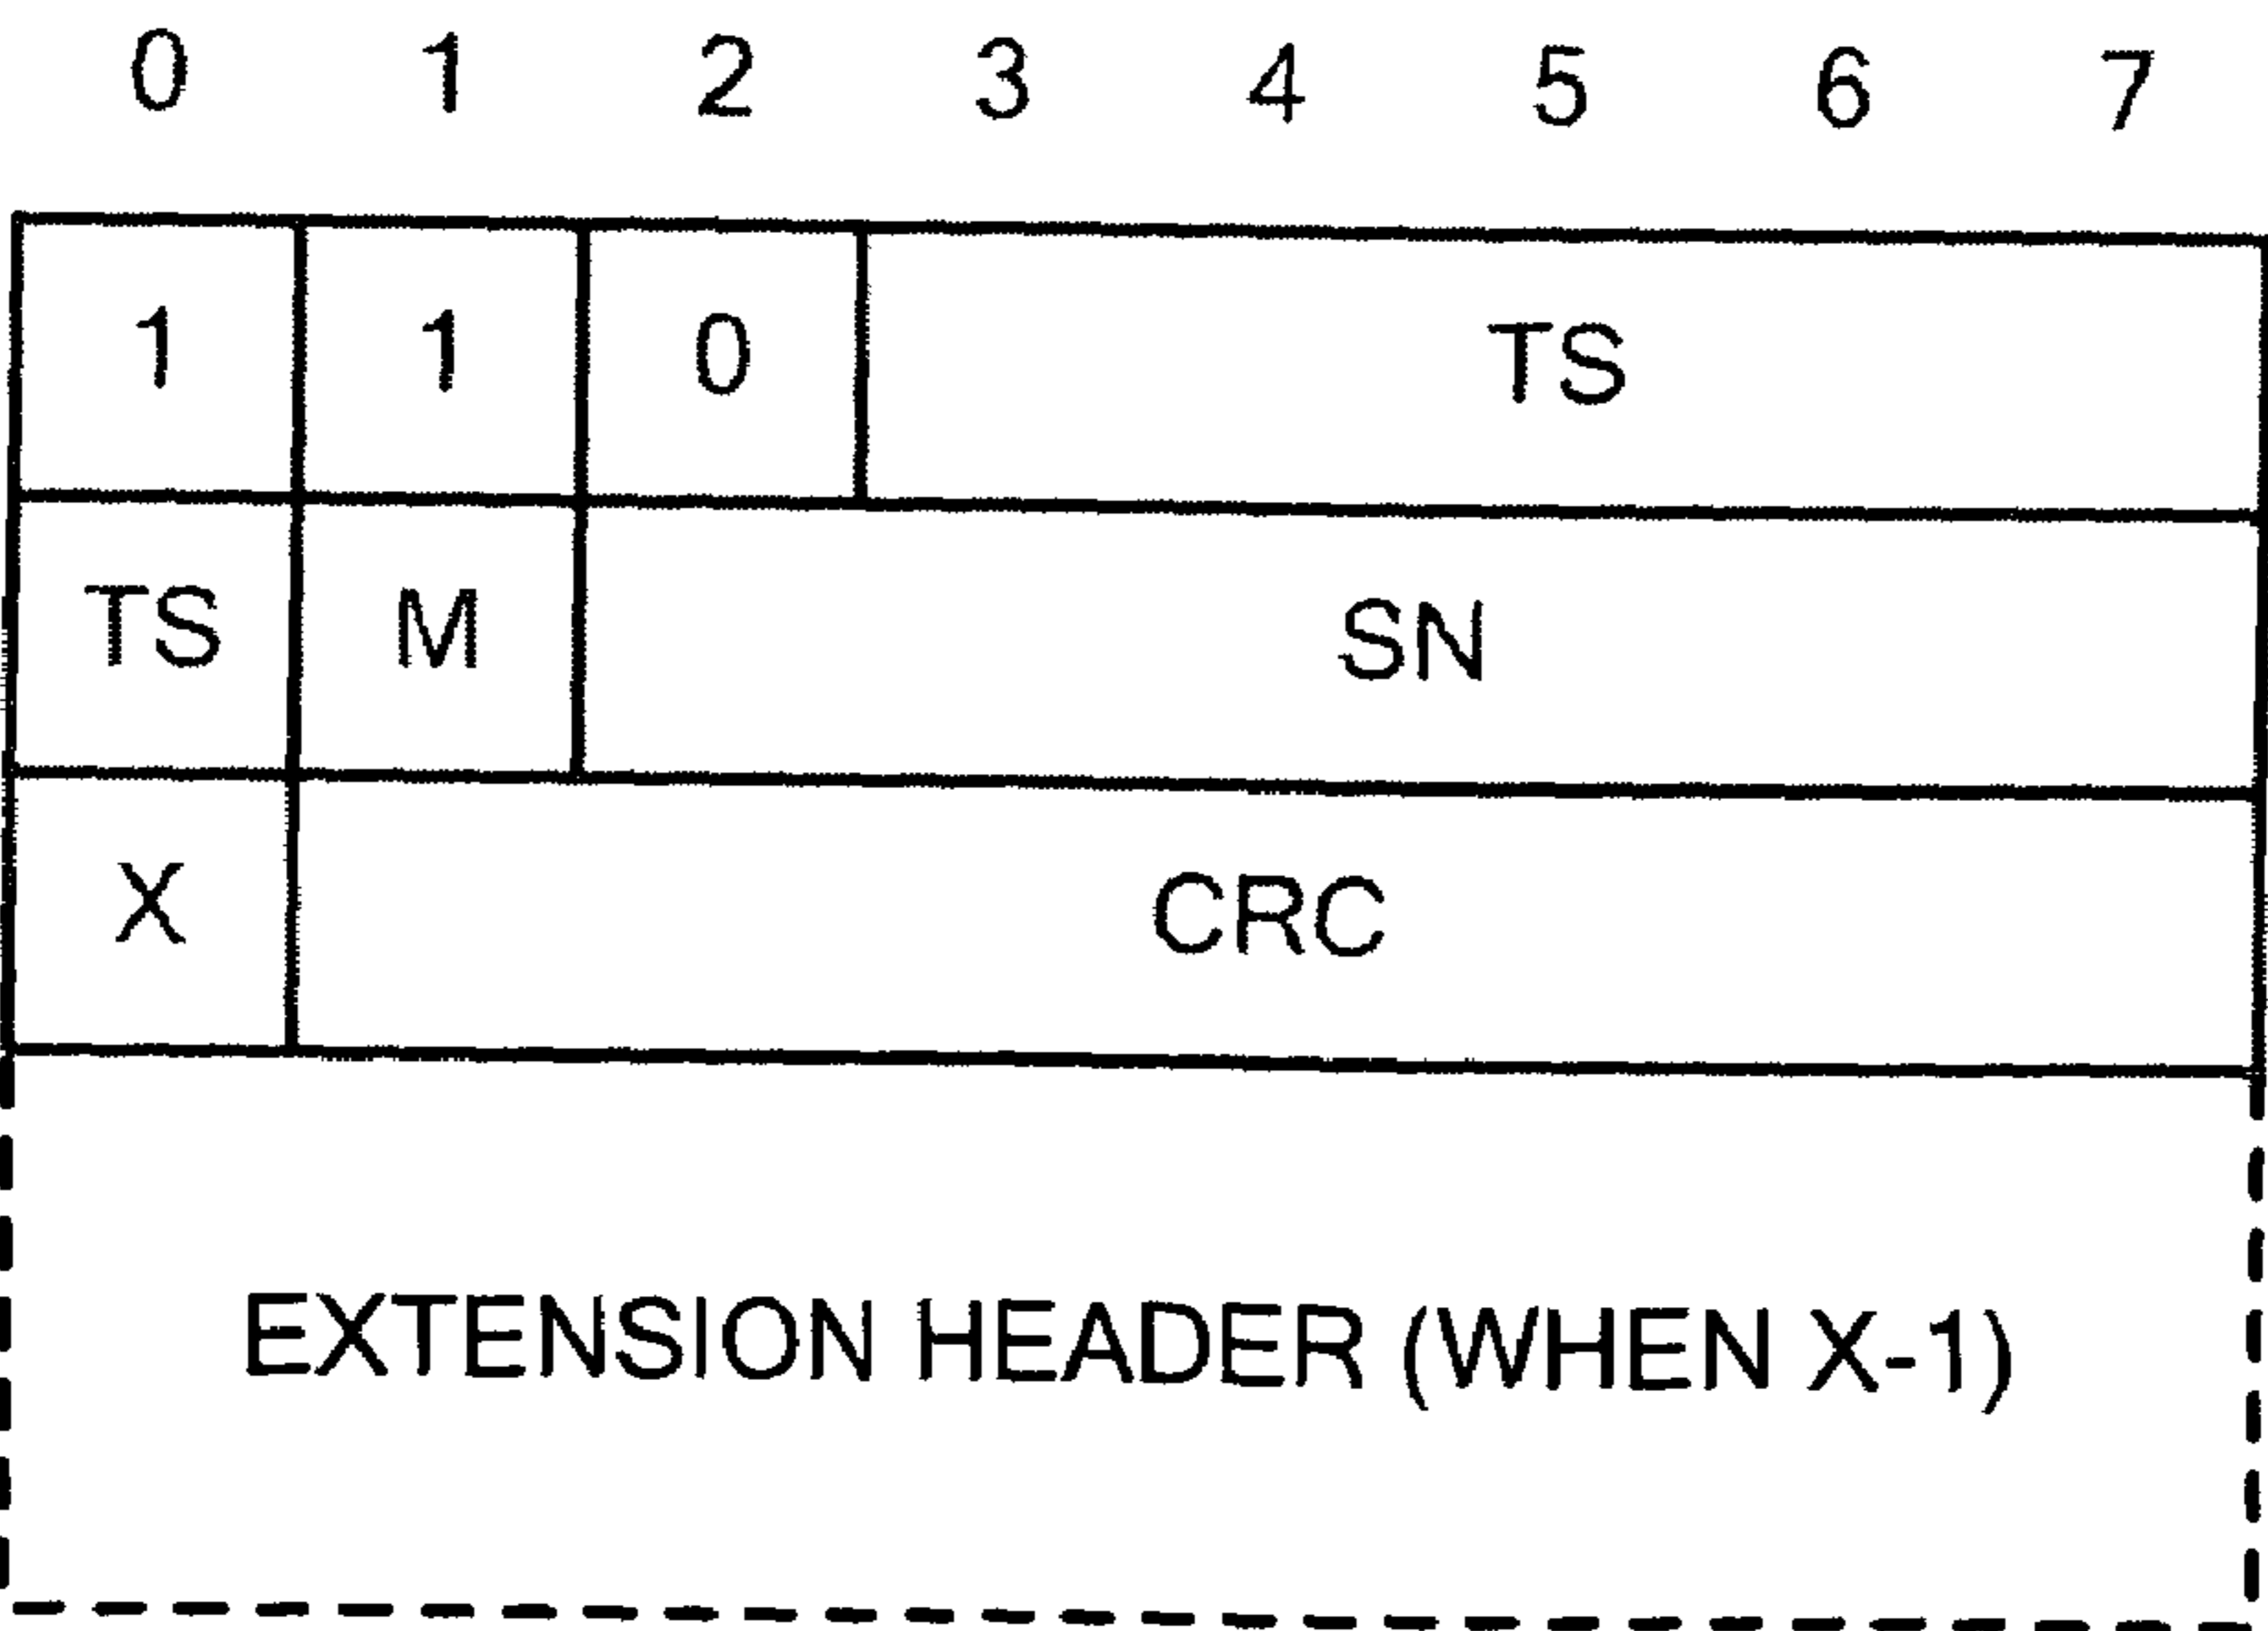 0 1 2 3 4 5 6 7
1 1 0 TS
TS M SN
X CRC
EXTENSION HEADER (WHEN X-1)